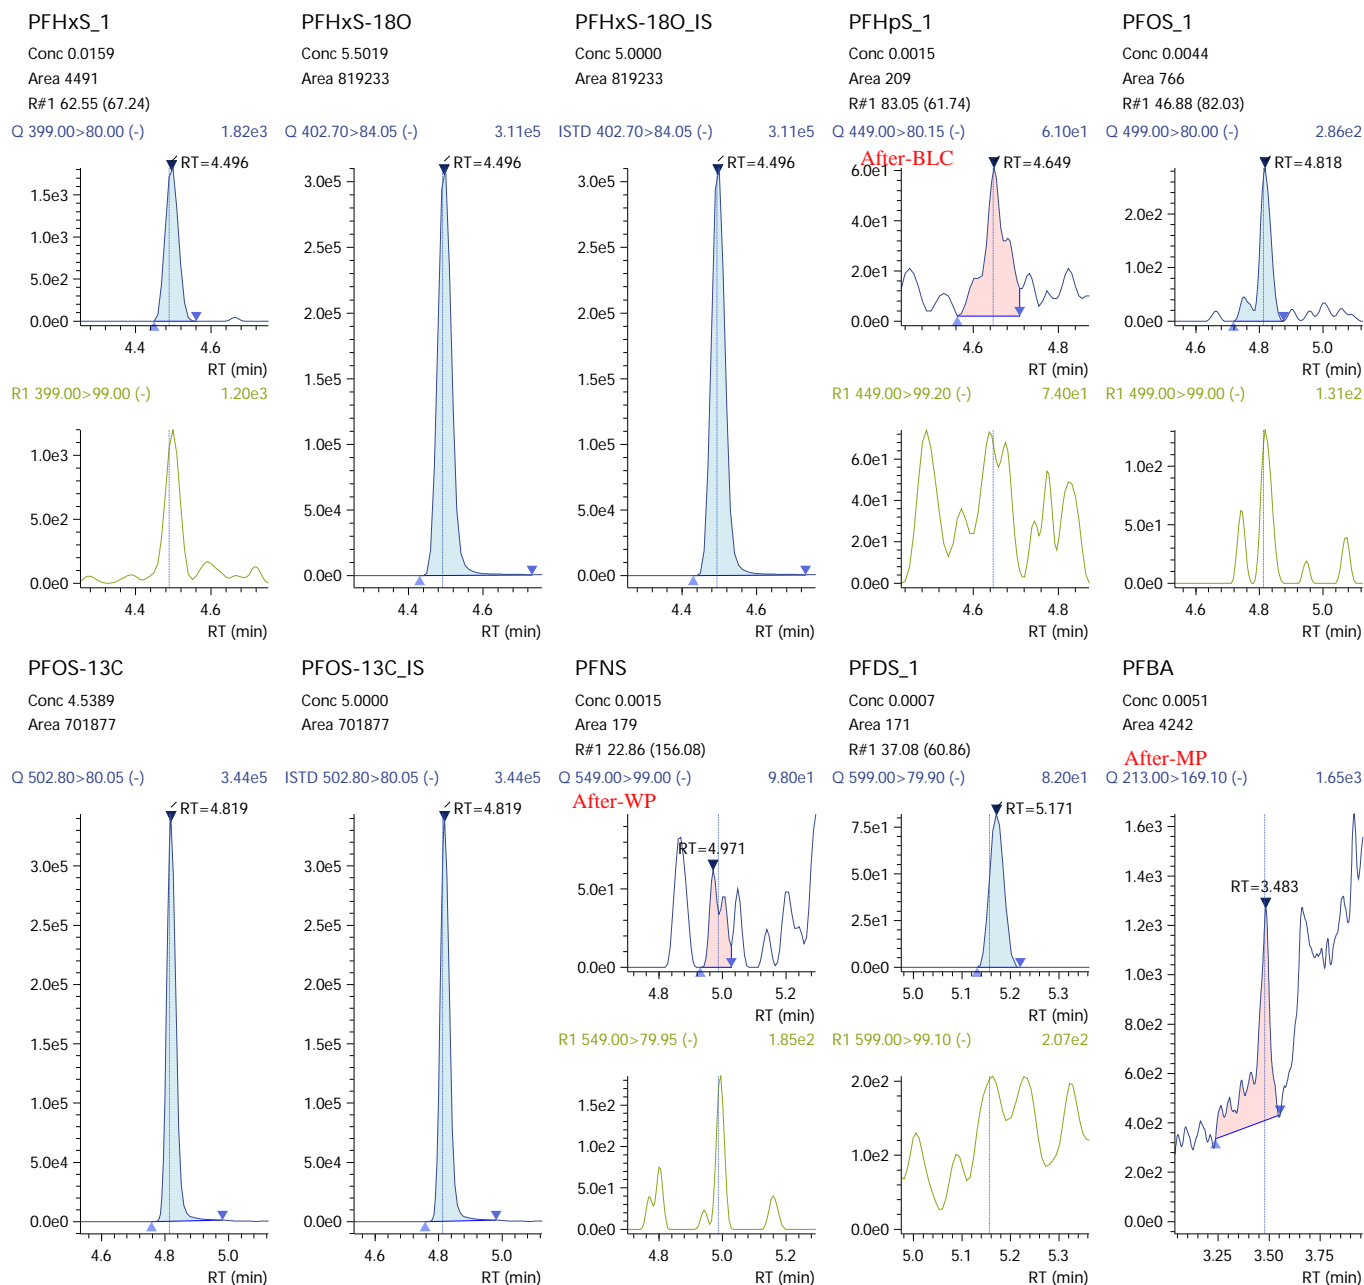 PFHxS_1
Conc 0.0159
Area 4491
R#1 62.55 (67.24)
Q 399.00>80.00 (-) 1.82e3
RT=4.496
1.5e3
1.0e3
5.0e2
0.0e0
4.4 4.6
RT (min)
R1 399.00>99.00 (-) 1.20e3
1.0e3
5.0e2
0.0e0
4.4 4.6
RT (min)
PFHxS-18O
Conc 5.5019
Area 819233
Q 402.70>84.05 (-) 3.11e5
RT=4.496
3.0e5
2.5e5
2.0e5
1.5e5
1.0e5
5.0e4
0.0e0
4.4 4.6
RT (min)
PFHxS-18O_IS
Conc 5.0000
Area 819233
ISTD 402.70>84.05 (-) 3.11e5
RT=4.496
3.0e5
2.5e5
2.0e5
1.5e5
1.0e5
5.0e4
0.0e0
4.4 4.6
RT (min)
PFHpS_1
Conc 0.0015
Area 209
R#1 83.05 (61.74)
Q 449.00>80.15 (-) 6.10e1
After-BLC
RT=4.649
6.0e1
4.0e1
2.0e1
0.0e0
4.6 4.8
RT (min)
R1 449.00>99.20 (-) 7.40e1
6.0e1
4.0e1
2.0e1
0.0e0
4.6 4.8
RT (min)
PFOS_1
Conc 0.0044
Area 766
R#1 46.88 (82.03)
Q 499.00>80.00 (-) 2.86e2
RT=4.818
2.0e2
1.0e2
0.0e0
4.6 4.8 5.0
RT (min)
R1 499.00>99.00 (-) 1.31e2
1.0e2
5.0e1
0.0e0
4.6 4.8 5.0
RT (min)
PFOS-13C
Conc 4.5389
Area 701877
Q 502.80>80.05 (-) 3.44e5
RT=4.819
3.0e5
2.5e5
2.0e5
1.5e5
1.0e5
5.0e4
0.0e0
4.6 4.8 5.0
RT (min)
PFOS-13C_IS
Conc 5.0000
Area 701877
ISTD 502.80>80.05 (-) 3.44e5
RT=4.819
3.0e5
2.5e5
2.0e5
1.5e5
1.0e5
5.0e4
0.0e0
4.6 4.8 5.0
RT (min)
PFNS
Conc 0.0015
Area 179
R#1 22.86 (156.08)
Q 549.00>99.00 (-) 9.80e1
After-WP
RT=4.971
5.0e1
0.0e0
4.8 5.0 5.2
RT (min)
R1 549.00>79.95 (-) 1.85e2
1.5e2
1.0e2
5.0e1
0.0e0
4.8 5.0 5.2
RT (min)
PFDS_1
Conc 0.0007
Area 171
R#1 37.08 (60.86)
Q 599.00>79.90 (-) 8.20e1
RT=5.171
7.5e1
5.0e1
2.5e1
0.0e0
5.0 5.1 5.2 5.3
RT (min)
R1 599.00>99.10 (-) 2.07e2
2.0e2
1.5e2
1.0e2
5.0e1
0.0e0
5.0 5.1 5.2 5.3
RT (min)
PFBA
Conc 0.0051
Area 4242
After-MP
Q 213.00>169.10 (-) 1.65e3
1.6e3
1.4e3
RT=3.483
1.2e3
1.0e3
8.0e2
6.0e2
4.0e2
2.0e2
0.0e0
3.25 3.50 3.75
RT (min)